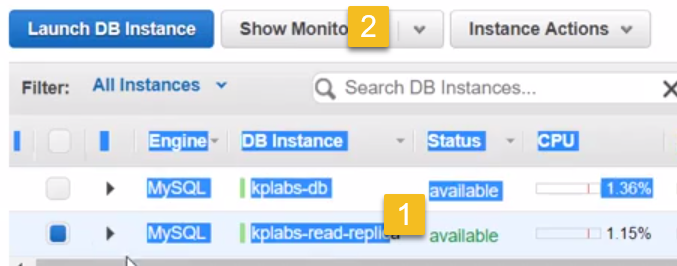 Launch DB Instance Show Monito 2 Instance Actions
Filter: All Instances Search DB Instances...
Engine DB Instance Status CPU
MySQL kplabs-db available 1.36%
1
MySQL kplabs-read-replica available 1.15%